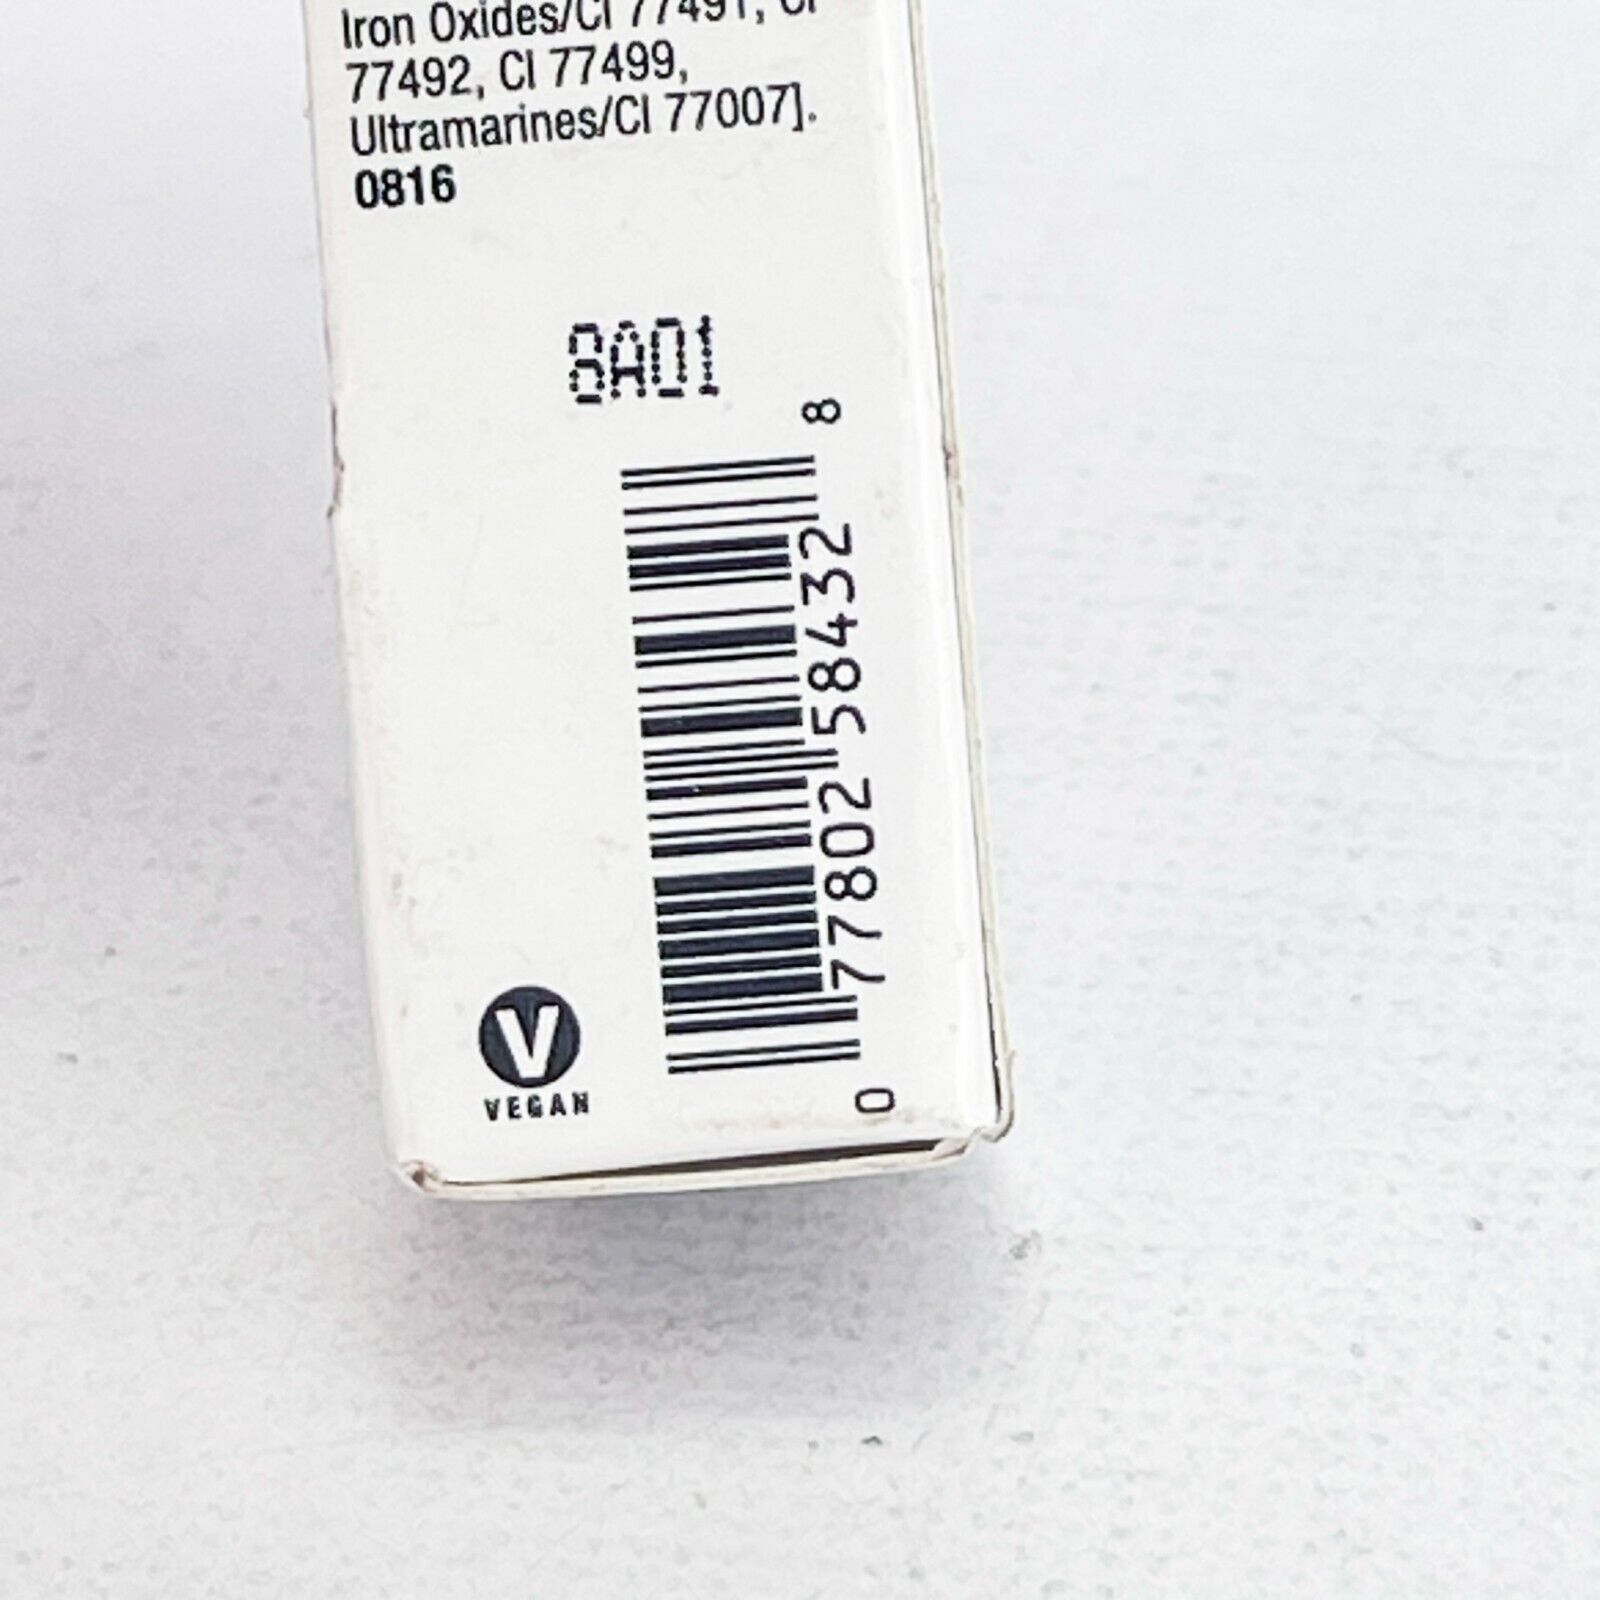 Iron Oxides/CI 77491, CI
77492, CI 77499,
Ultramarines/CI 77007].
0816
8A01
0 77802 58432 8
V
VEGAN